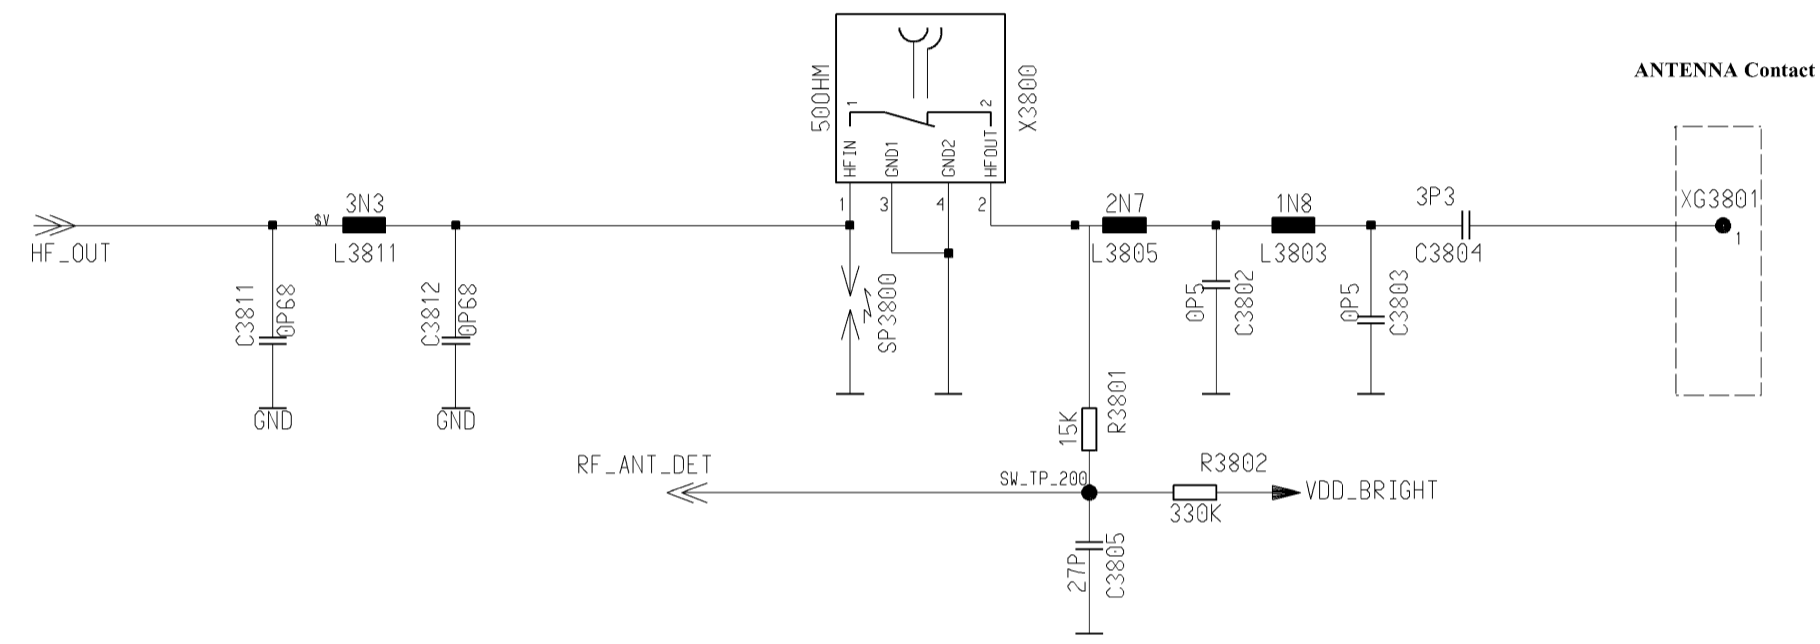 ANTENNA Contact
50OHM
X3800
1
2
HFIN
GND1
GND2
HFOUT
1
3
4
2
HF_OUT
$V
3N3
L3811
C3811
0P68
GND
C3812
0P68
GND
SP3800
2N7
L3805
0P5
C3802
1N8
L3803
0P5
C3803
3P3
C3804
XG3801
1
15K
R3801
RF_ANT_DET
SW_TP_200
R3802
330K
VDD_BRIGHT
27P
C3805